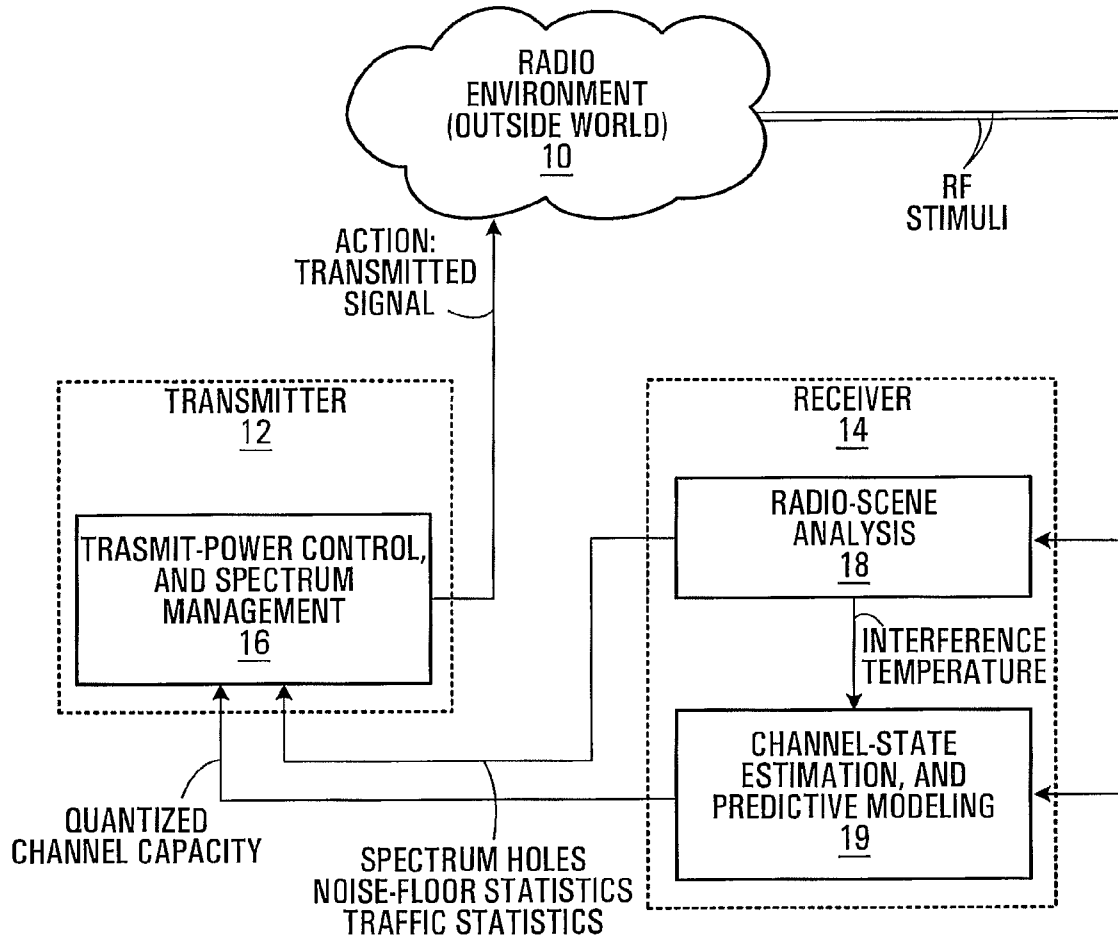 RADIO
ENVIRONMENT
(OUTSIDE WORLD)
10
RF
STIMULI
ACTION:
TRANSMITTED
SIGNAL
TRANSMITTER
12
TRASMIT-POWER CONTROL,
AND SPECTRUM
MANAGEMENT
16
RECEIVER
14
RADIO-SCENE
ANALYSIS
18
INTERFERENCE
TEMPERATURE
CHANNEL-STATE
ESTIMATION, AND
PREDICTIVE MODELING
19
QUANTIZED
CHANNEL CAPACITY
SPECTRUM HOLES
NOISE-FLOOR STATISTICS
TRAFFIC STATISTICS